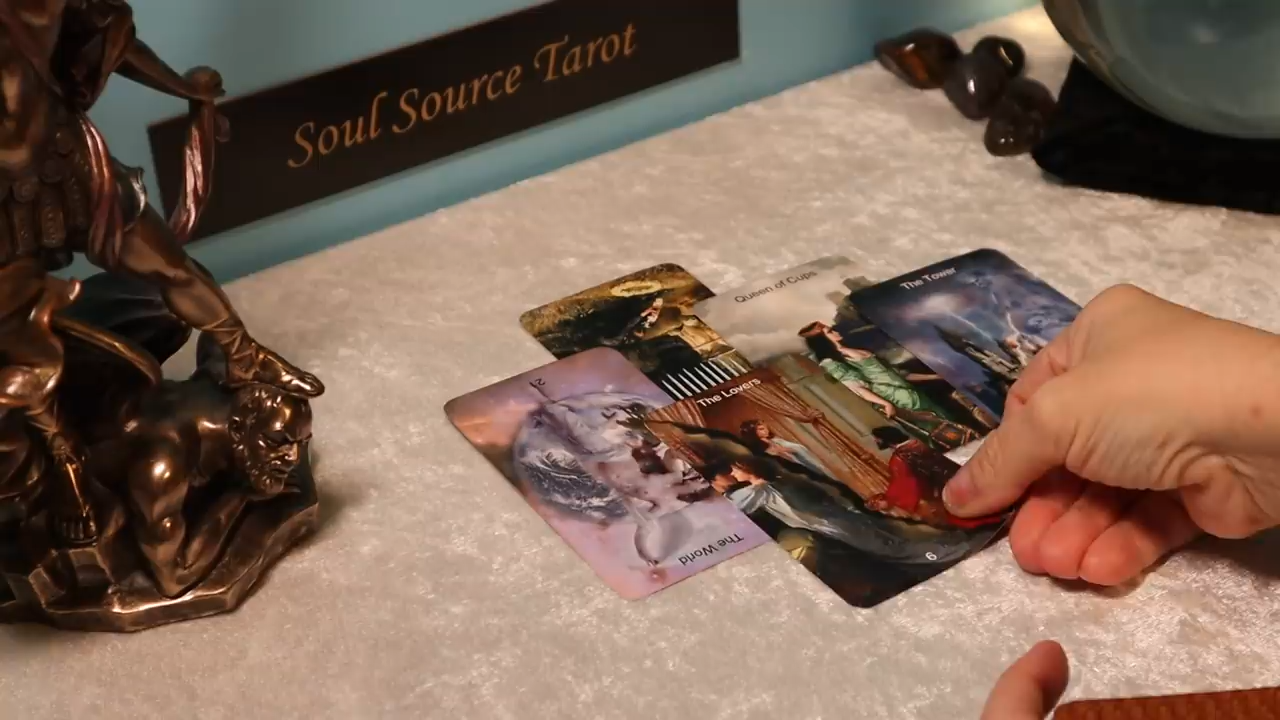 Soul Source Tarot
Queen of Cups
The Tower
The Lovers
21
The World
6